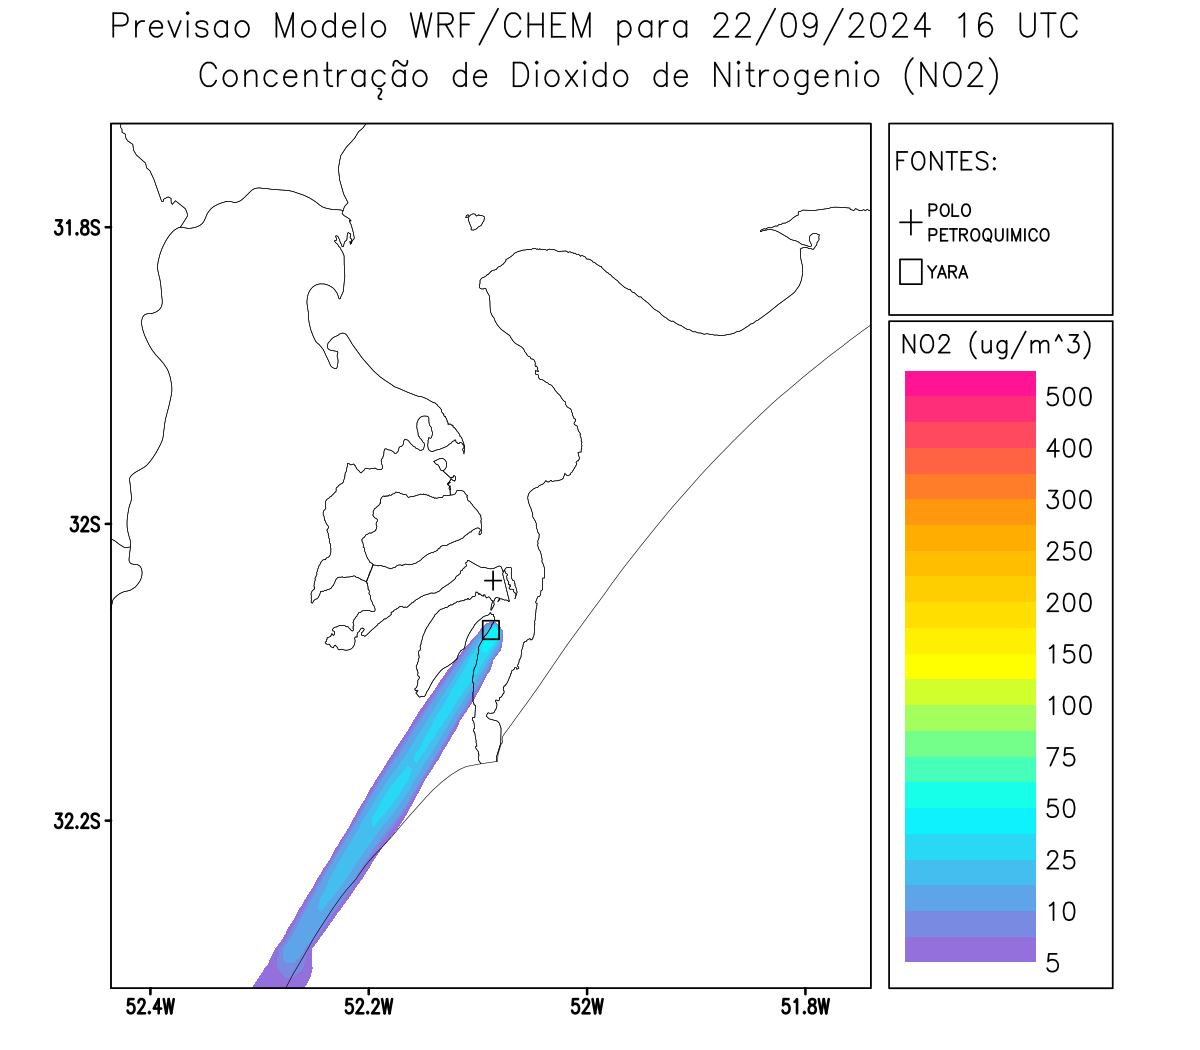 Previsao Modelo WRF/CHEM para 22/09/2024 16 UTC
Concentração de Dioxido de Nitrogenio (NO2)
FONTES:
POLO
PETROQUIMICO
YARA
NO2 (ug/m^3)
500
400
300
250
200
150
100
75
50
25
10
5
31.8S
32S
32.2S
52.4W
52.2W
52W
51.8W